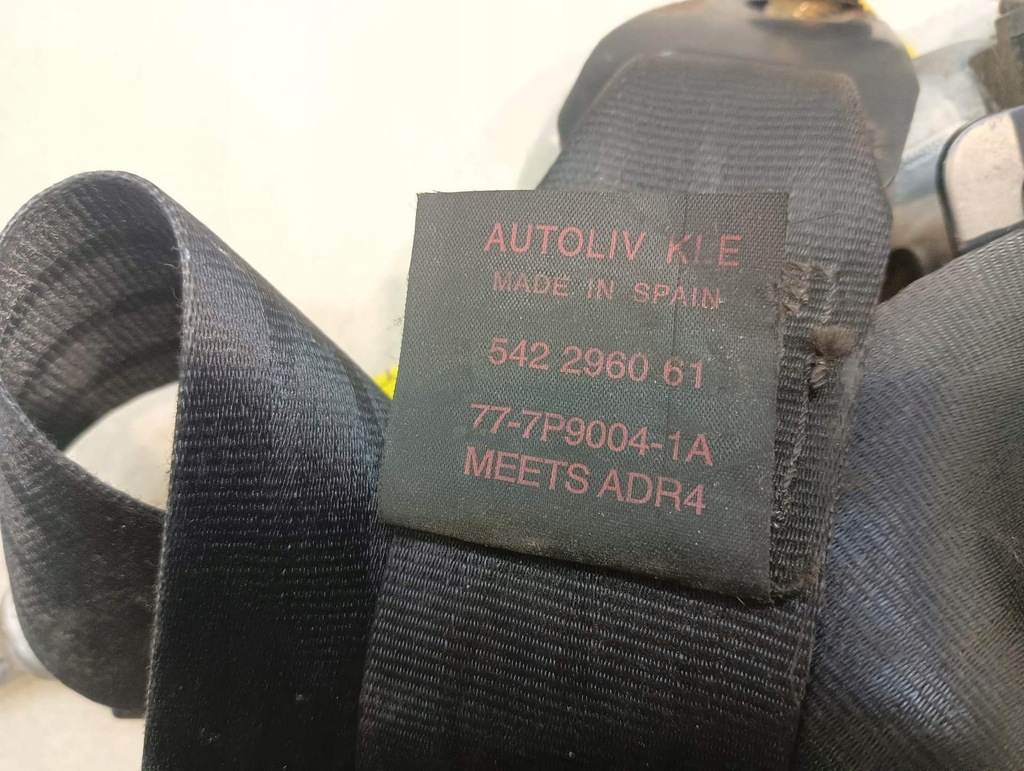 AUTOLIV KLE
MADE IN SPAIN
542 2960 61
77-7P9004-1A
MEETS ADR4